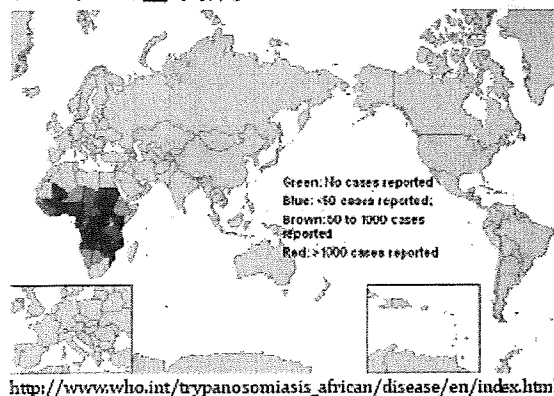 Green: No cases reported
Blue: <50 cases reported;
Brown: 50 to 1000 cases
reported
Red: >1000 cases reported
http://www.who.int/trypanosomiasis_african/disease/en/index.html